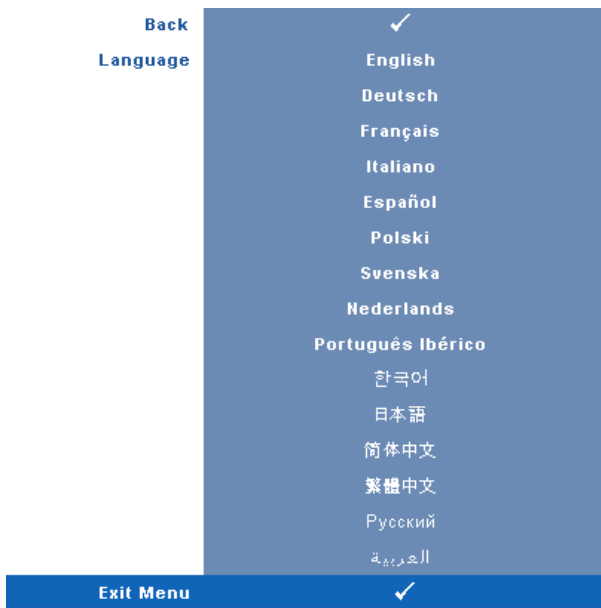 Back ✓
Language English
Deutsch
Français
Italiano
Español
Polski
Svenska
Nederlands
Português Ibérico
한국어
日本語
简体中文
繁體中文
Русский
العربية
Exit Menu ✓